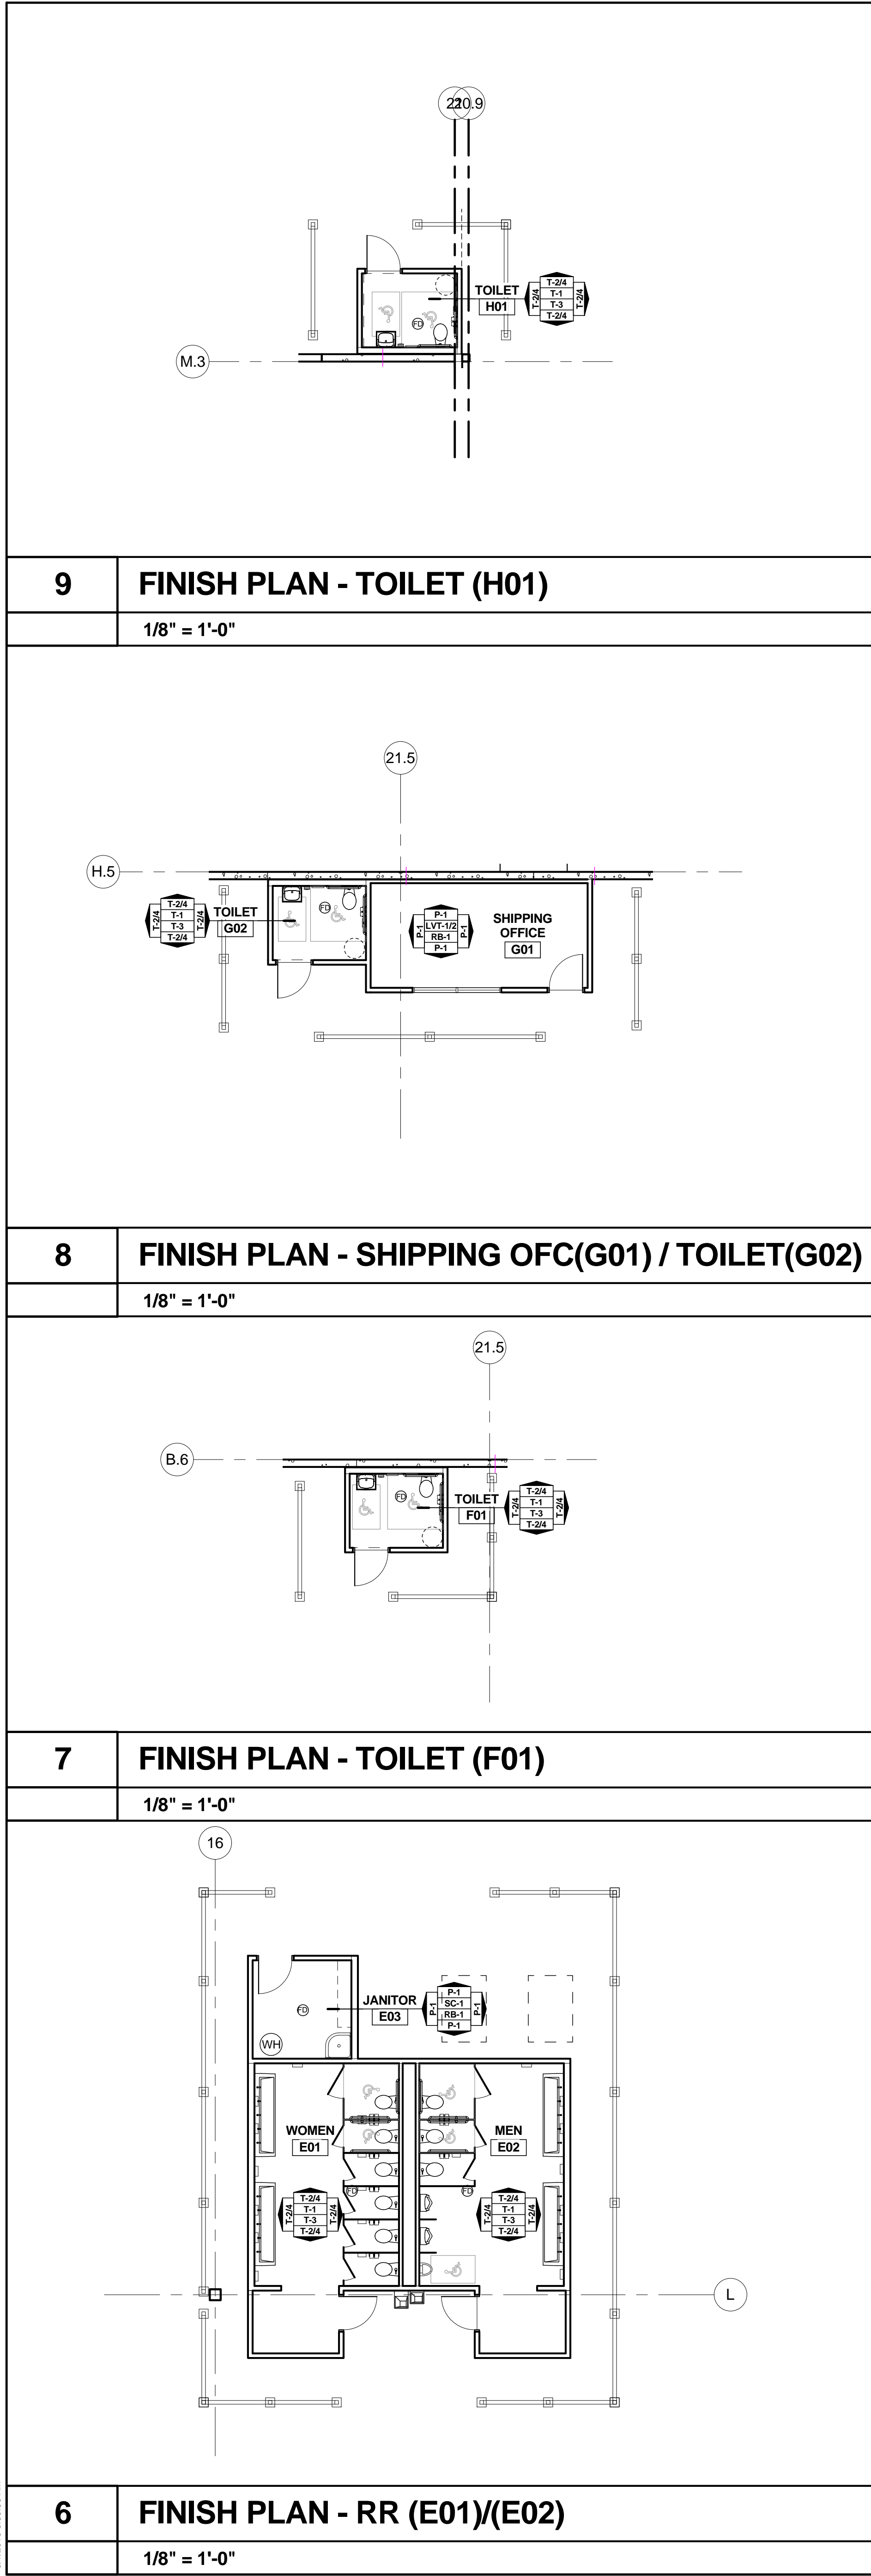 21
20.9
TOILET
H01
T-2/4
T-2/4
T-1
T-3
T-2/4
T-2/4
FD
M.3
9
FINISH PLAN - TOILET (H01)
1/8" = 1'-0"
21.5
H.5
T-2/4
T-2/4
T-1
T-3
T-2/4
T-2/4
TOILET
G02
FD
P-1
P-1
LVT-1/2
RB-1
P-1
P-1
SHIPPING
OFFICE
G01
8
FINISH PLAN - SHIPPING OFC(G01) / TOILET(G02)
1/8" = 1'-0"
21.5
B.6
FD
TOILET
F01
T-2/4
T-2/4
T-1
T-3
T-2/4
T-2/4
7
FINISH PLAN - TOILET (F01)
1/8" = 1'-0"
16
FD
JANITOR
E03
P-1
P-1
SC-1
RB-1
P-1
P-1
WH
WOMEN
E01
MEN
E02
FD
FD
T-2/4
T-2/4
T-1
T-3
T-2/4
T-2/4
T-2/4
T-2/4
T-1
T-3
T-2/4
T-2/4
L
6
FINISH PLAN - RR (E01)/(E02)
1/8" = 1'-0"